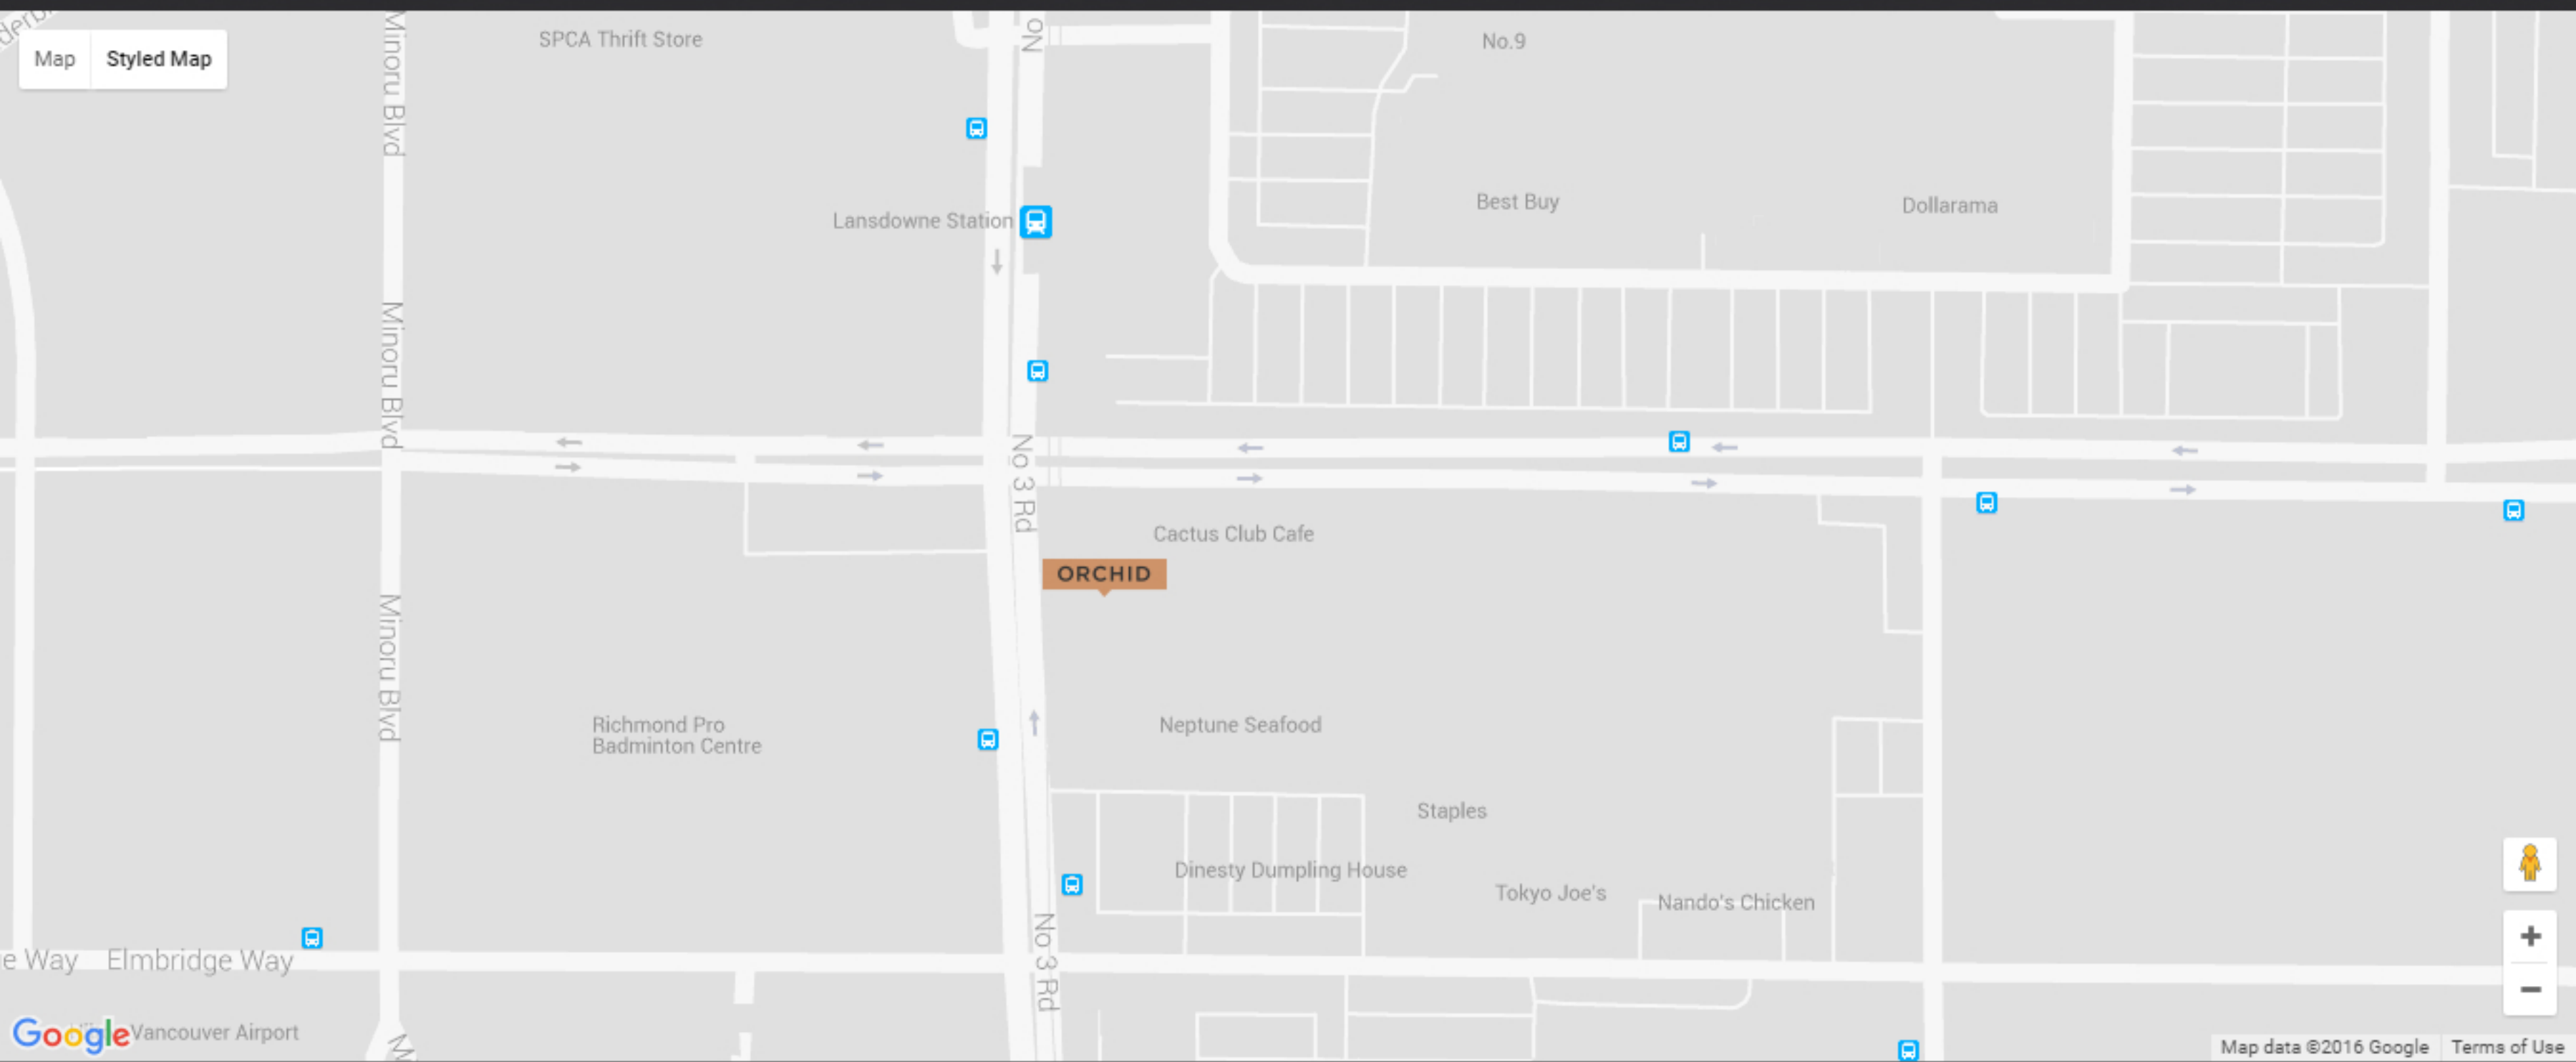 Map
Styled Map
SPCA Thrift Store
No
No.9
Minoru Blvd
Lansdowne Station
Best Buy
Dollarama
Minoru Blvd
No 3 Rd
Cactus Club Cafe
ORCHID
Minoru Blvd
Richmond Pro
Badminton Centre
Neptune Seafood
Staples
Dinesty Dumpling House
Tokyo Joe's
Nando's Chicken
No 3 Rd
e Way
Elmbridge Way
Google
Vancouver Airport
Map data ©2016 Google
Terms of Use